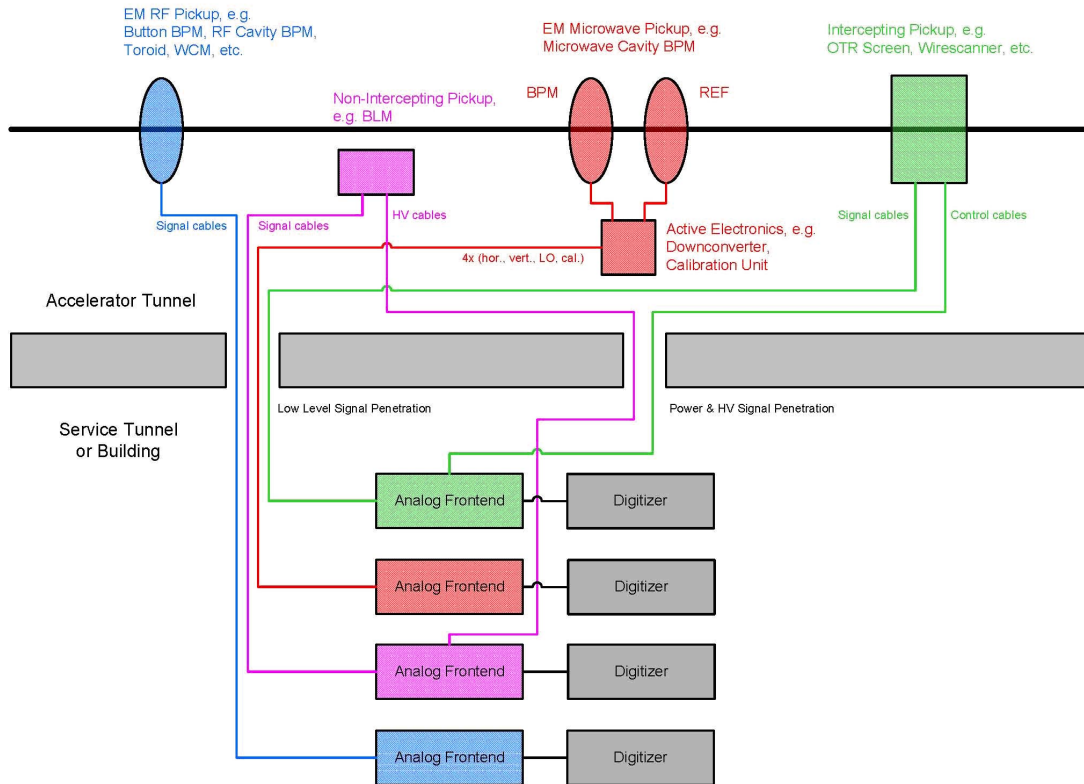 EM RF Pickup, e.g.
Button BPM, RF Cavity BPM,
Toroid, WCM, etc.
EM Microwave Pickup, e.g.
Microwave Cavity BPM
Intercepting Pickup, e.g.
OTR Screen, Wirescanner, etc.
Non-Intercepting Pickup,
e.g. BLM
BPM
REF
Signal cables
Signal cables
HV cables
Signal cables
Control cables
4x (hor., vert., LO, cal.)
Active Electronics, e.g.
Downconverter,
Calibration Unit
Accelerator Tunnel
Low Level Signal Penetration
Power & HV Signal Penetration
Service Tunnel
or Building
Analog Frontend
Digitizer
Analog Frontend
Digitizer
Analog Frontend
Digitizer
Analog Frontend
Digitizer